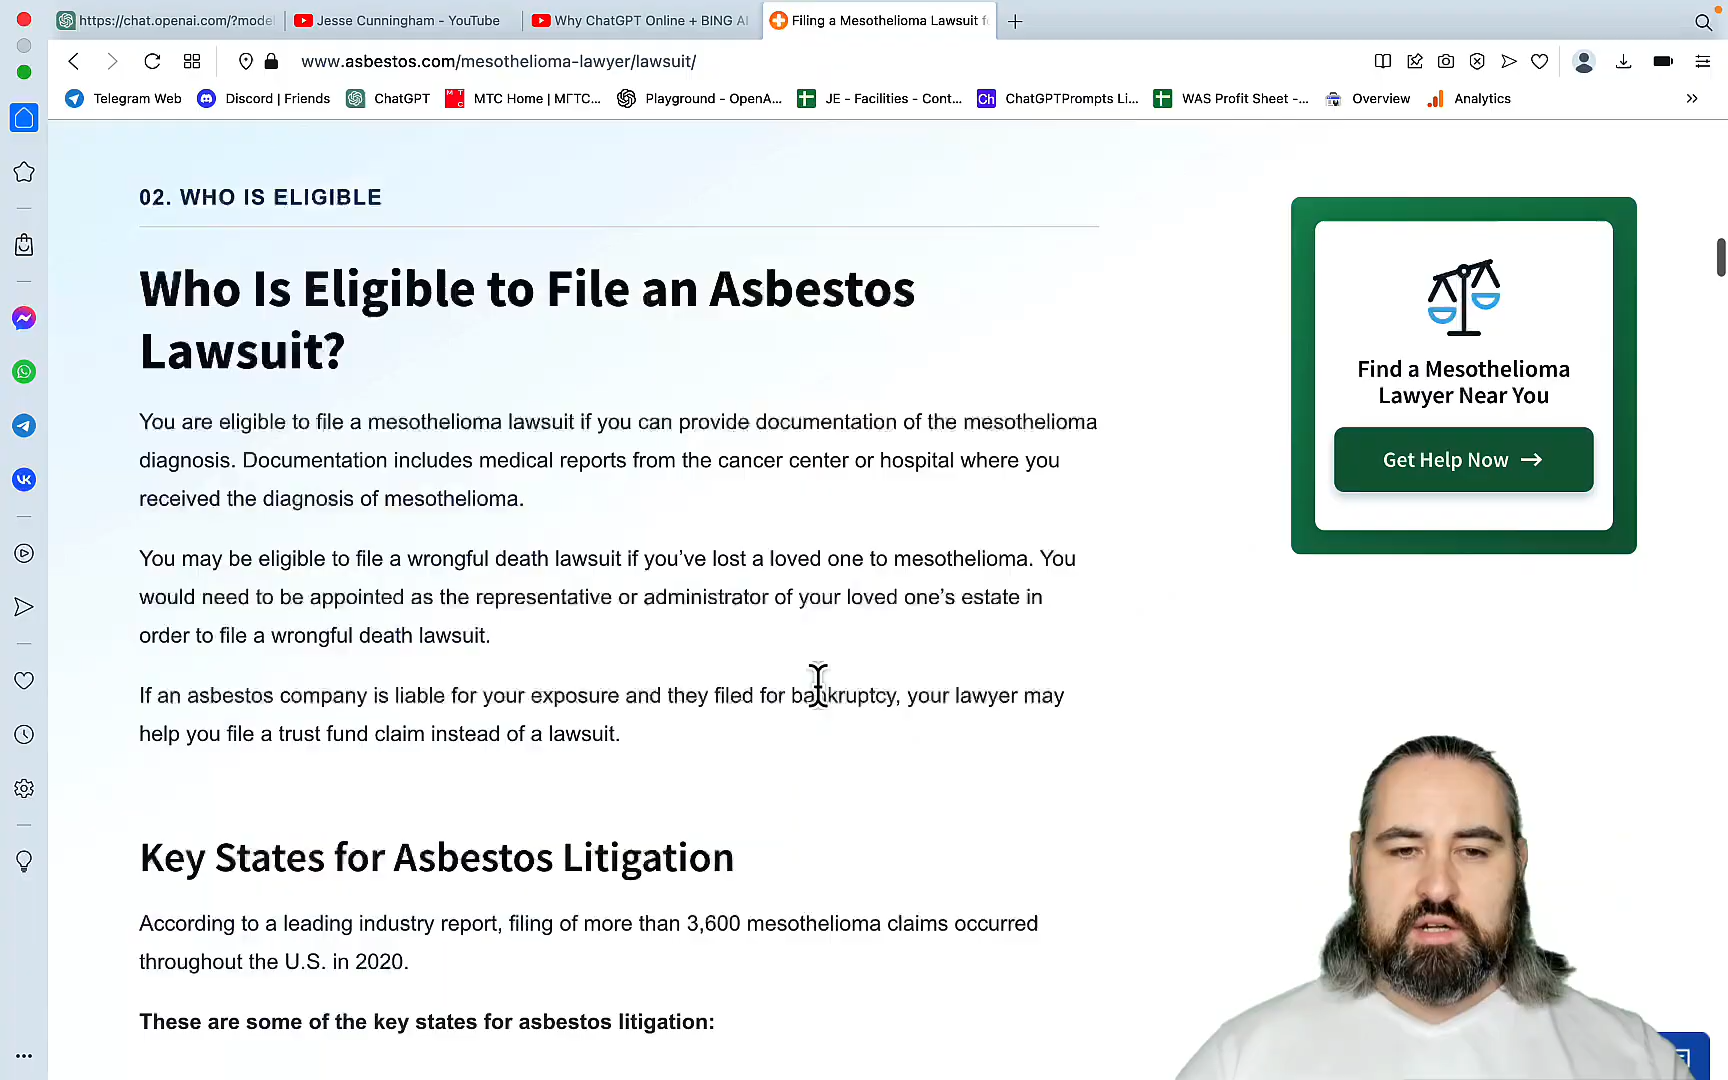 https://chat.openai.com/?model
Jesse Cunningham - YouTube
Why ChatGPT Online + BING AI
Filing a Mesothelioma Lawsuit f
www.asbestos.com/mesothelioma-lawyer/lawsuit/
Telegram Web
Discord | Friends
ChatGPT
MTC Home | МГТС...
Playground - OpenA...
JE - Facilities - Cont...
Ch
ChatGPTPrompts Li...
WAS Profit Sheet -...
Overview
Analytics
02. WHO IS ELIGIBLE
Who Is Eligible to File an Asbestos
Lawsuit?
You are eligible to file a mesothelioma lawsuit if you can provide documentation of the mesothelioma
diagnosis. Documentation includes medical reports from the cancer center or hospital where you
received the diagnosis of mesothelioma.
You may be eligible to file a wrongful death lawsuit if you’ve lost a loved one to mesothelioma. You
would need to be appointed as the representative or administrator of your loved one’s estate in
order to file a wrongful death lawsuit.
If an asbestos company is liable for your exposure and they filed for bankruptcy, your lawyer may
help you file a trust fund claim instead of a lawsuit.
Key States for Asbestos Litigation
According to a leading industry report, filing of more than 3,600 mesothelioma claims occurred
throughout the U.S. in 2020.
These are some of the key states for asbestos litigation:
Find a Mesothelioma
Lawyer Near You
Get Help Now →